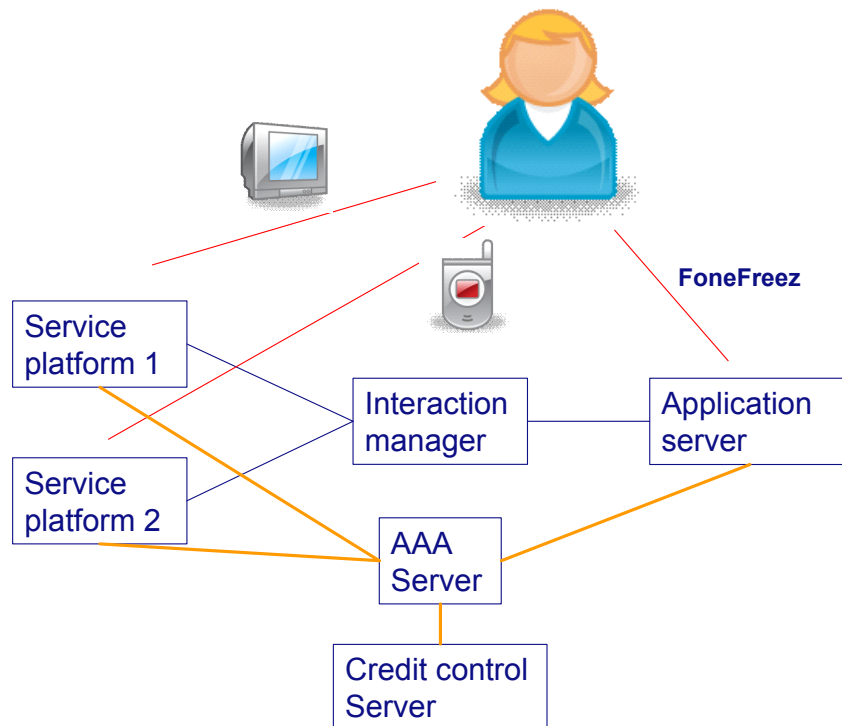 FoneFreez
Service
platform 1
Interaction
manager
Application
server
Service
platform 2
AAA
Server
Credit control
Server